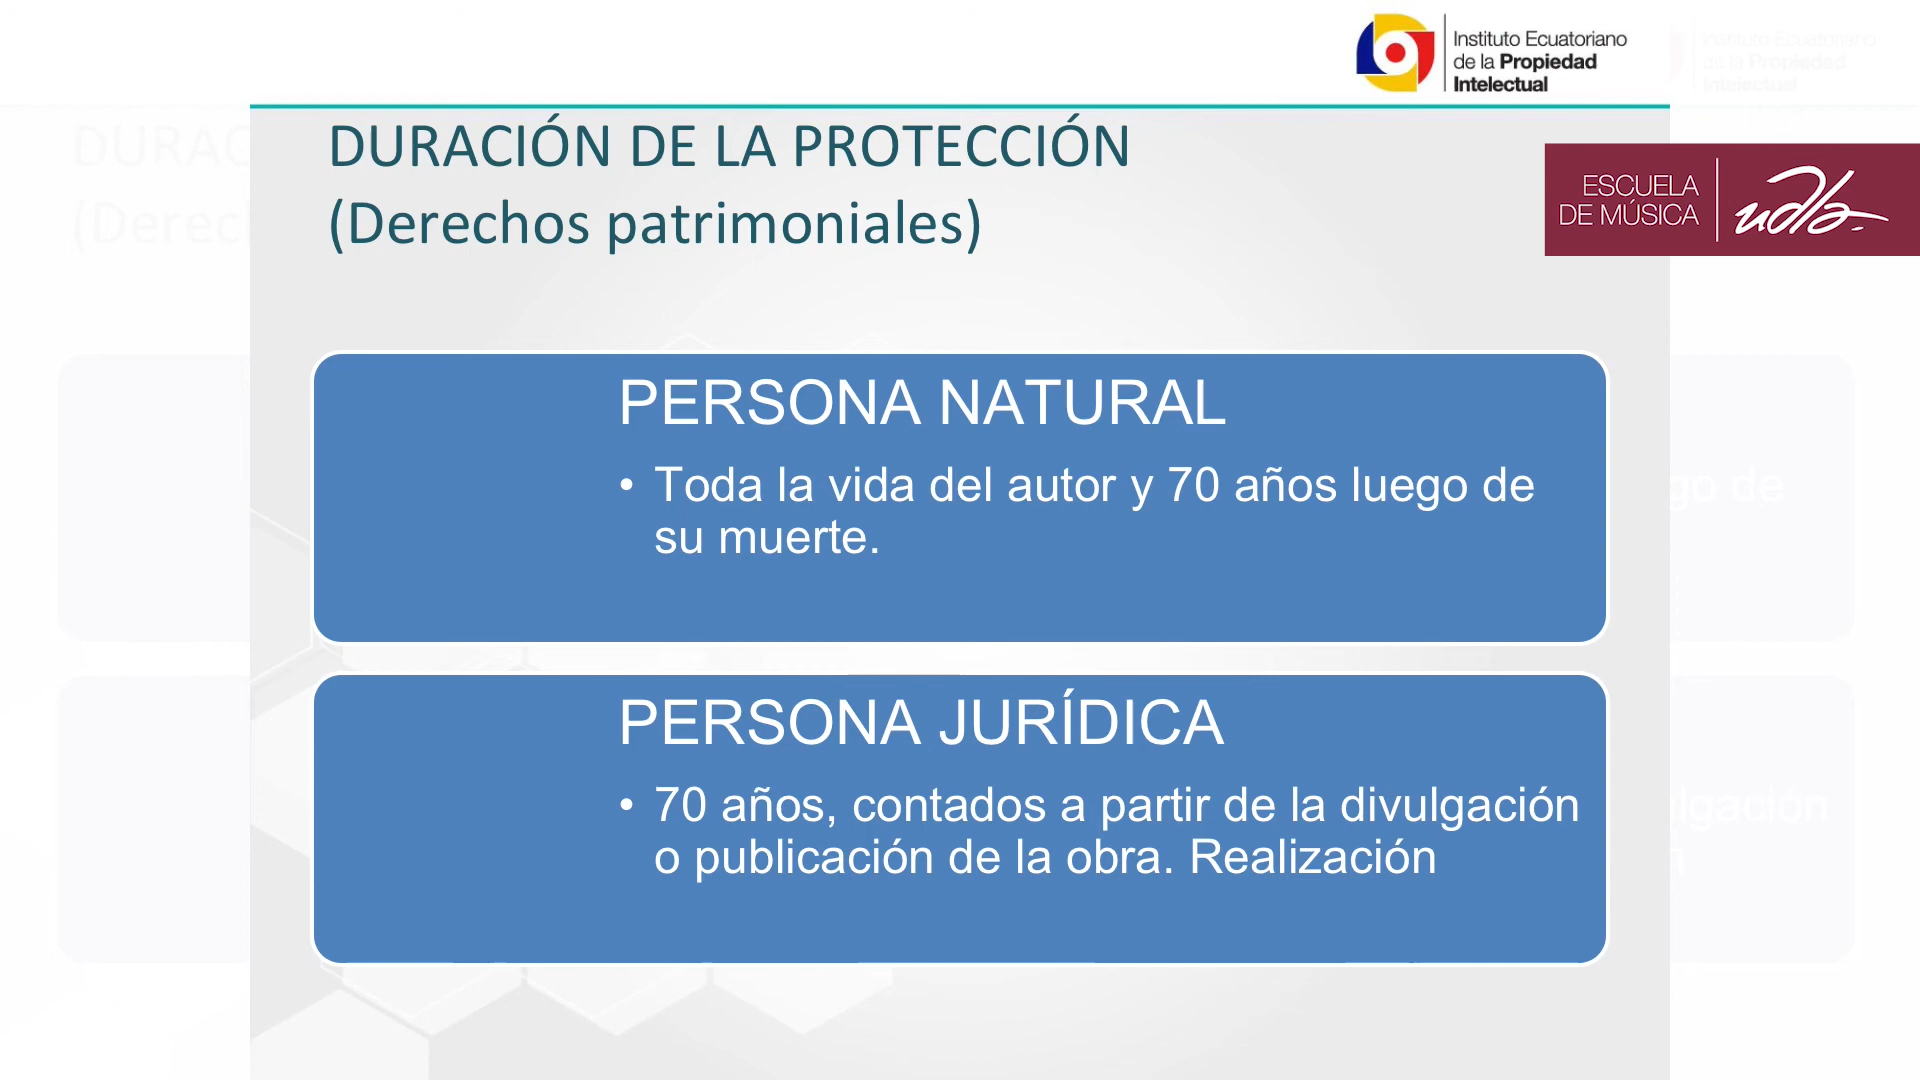 Instituto Ecuatoriano
de la Propiedad
Intelectual
DURACIÓN DE LA PROTECCIÓN
(Derechos patrimoniales)
ESCUELA
DE MÚSICA
udla
PERSONA NATURAL
• Toda la vida del autor y 70 años luego de
su muerte.
PERSONA JURÍDICA
• 70 años, contados a partir de la divulgación
o publicación de la obra. Realización